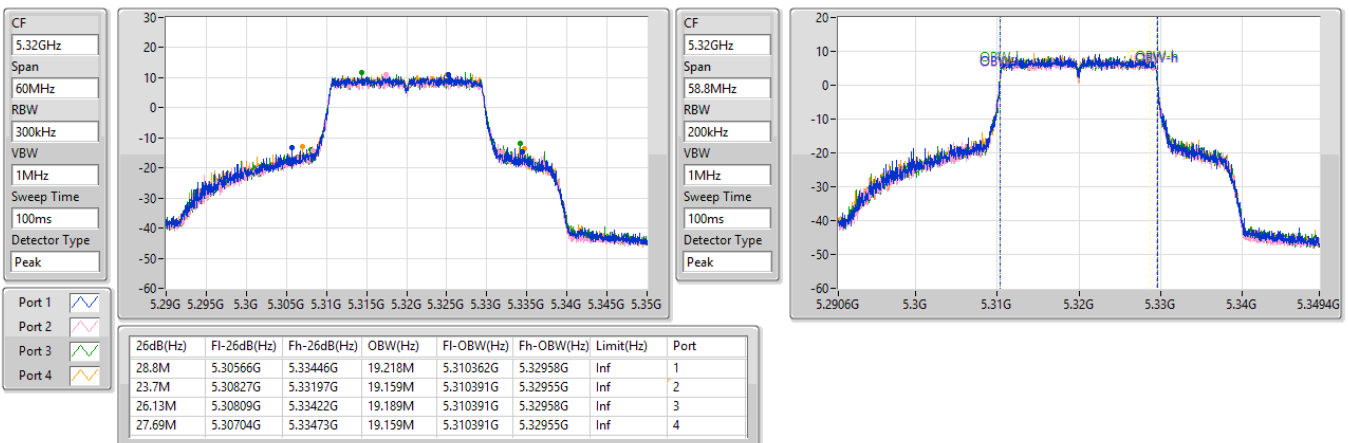 CF
5.32GHz
Span
60MHz
RBW
300kHz
VBW
1MHz
Sweep Time
100ms
Detector Type
Peak
30
20
10
0
-10
-20
-30
-40
-50
-60
5.29G 5.295G 5.3G 5.305G 5.31G 5.315G 5.32G 5.325G 5.33G 5.335G 5.34G 5.345G 5.35G
CF
5.32GHz
Span
58.8MHz
RBW
200kHz
VBW
1MHz
Sweep Time
100ms
Detector Type
Peak
20
10
0
-10
-20
-30
-40
-50
-60
OBW-h
5.2906G 5.3G 5.31G 5.32G 5.33G 5.34G 5.3494G
Port 1
Port 2
Port 3
Port 4
26dB(Hz) Fl-26dB(Hz) Fh-26dB(Hz) OBW(Hz) Fl-OBW(Hz) Fh-OBW(Hz) Limit(Hz) Port
28.8M 5.30566G 5.33446G 19.218M 5.310362G 5.32958G Inf 1
23.7M 5.30827G 5.33197G 19.159M 5.310391G 5.32955G Inf 2
26.13M 5.30809G 5.33422G 19.189M 5.310391G 5.32958G Inf 3
27.69M 5.30704G 5.33473G 19.159M 5.310391G 5.32955G Inf 4